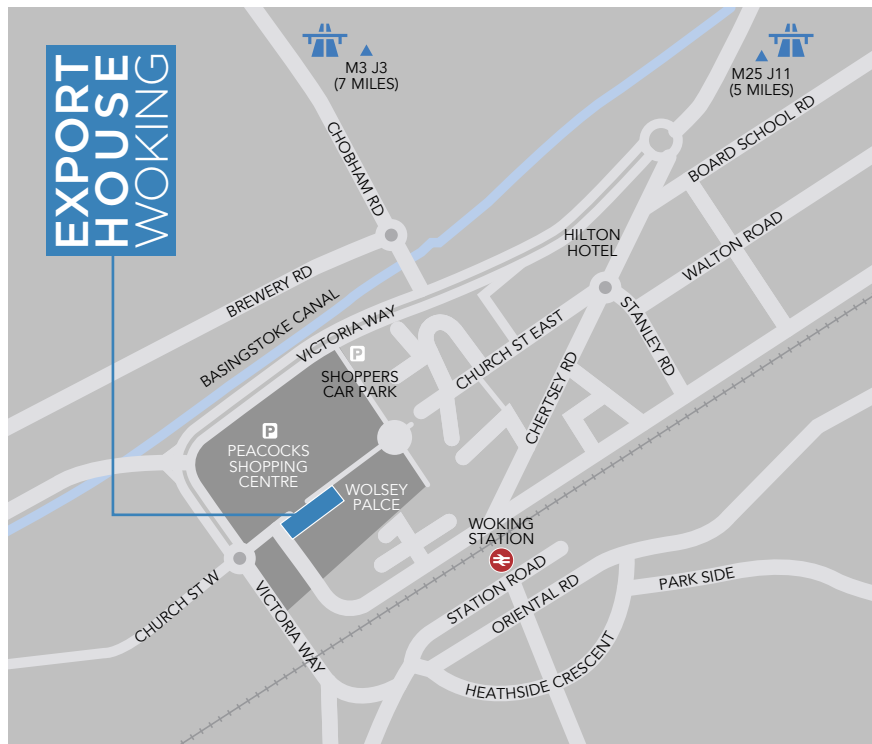 EXPORT
HOUSE
WOKING
M3 J3
(7 MILES)
M25 J11
(5 MILES)
CHOBHAM RD
BOARD SCHOOL RD
HILTON
HOTEL
WALTON ROAD
BREWERY RD
BASINGSTOKE CANAL
VICTORIA WAY
STANLEY RD
CHURCH ST EAST
P
SHOPPERS
CAR PARK
CHERTSEY RD
P
PEACOCKS
SHOPPING
CENTRE
WOLSEY
PALCE
WOKING
STATION
STATION ROAD
ORIENTAL RD
PARK SIDE
CHURCH ST W
VICTORIA WAY
HEATHSIDE CRESCENT